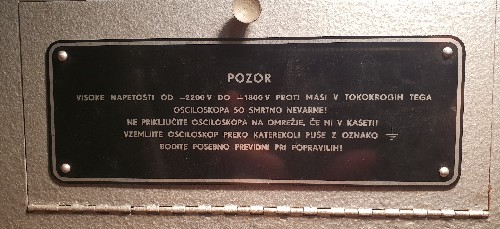 POZOR
VISOKE NAPETOSTI OD −2200V DO −1800V PROTI MASI V TOKOKROGIH TEGA
OSCILOSKOPA SO SMRTNO NEVARNE!
NE PRIKLJUČITE OSCILOSKOPA NA OMREŽJE, ČE NI V KASETI!
VZEMLJITE OSCILOSKOP PREKO KATEREKOLI PUŠE Z OZNAKO ⏚
BODITE POSEBNO PREVIDNI PRI POPRAVILIH!